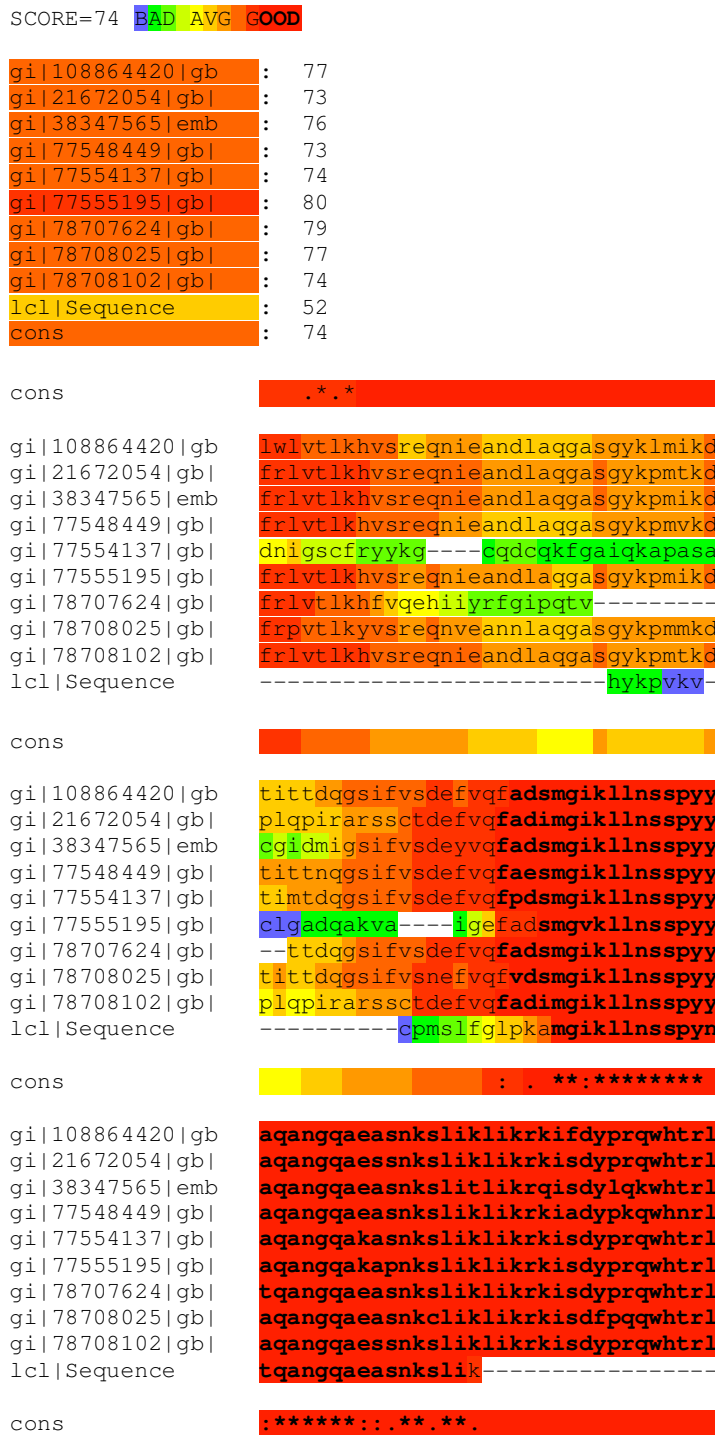 SCORE=74 BAD AVG GOOD
gi|108864420|gb : 77
gi|21672054|gb| : 73
gi|38347565|emb : 76
gi|77548449|gb| : 73
gi|77554137|gb| : 74
gi|77555195|gb| : 80
gi|78707624|gb| : 79
gi|78708025|gb| : 77
gi|78708102|gb| : 74
lcl|Sequence : 52
cons : 74
cons .*.*
gi|108864420|gb lwlvtlkhvsreqnieandlaqgasgyklmikd
gi|21672054|gb| frlvtlkhvsreqnieandlaqgasgykpmtkd
gi|38347565|emb frlvtlkhvsreqnieandlaqgasgykpmikd
gi|77548449|gb| frlvtlkhvsreqnieandlaqgasgykpmvkd
gi|77554137|gb| dnigscfryykg----cqdcqkfgaiqkapasa
gi|77555195|gb| frlvtlkhvsreqnieandlaqgasgykpmikd
gi|78707624|gb| frlvtlkhfvqehiiyrfgipqtv---------
gi|78708025|gb| frpvtlkyvsreqnveannlaqgasgykpmmkd
gi|78708102|gb| frlvtlkhvsreqnieandlaqgasgykpmtkd
lcl|Sequence -------------------------hykpvkv-
cons
gi|108864420|gb tittdqgsifvsdefvqfadsmgikllnsspyy
gi|21672054|gb| plqpirarssctdefvqfadimgikllnsspyy
gi|38347565|emb cgidmigsifvsdeyvqfadsmgikllnsspyy
gi|77548449|gb| tittnqgsifvsdefvqfaesmgikllnsspyy
gi|77554137|gb| timtdqgsifvsdefvqfpdsmgikllnsspyy
gi|77555195|gb| clgadqakva----igefadsmgvkllnsspyy
gi|78707624|gb| --ttdqgsifvsdefvqfadsmgikllnsspyy
gi|78708025|gb| tittdqgsifvsnefvqfvdsmgikllnsspyy
gi|78708102|gb| plqpirarssctdefvqfadimgikllnsspyy
lcl|Sequence ----------cpmslfglpkamgikllnsspyn
cons : . **:********
gi|108864420|gb aqangqaeasnksliklikrkifdyprqwhtrl
gi|21672054|gb| aqangqaessnksliklikrkisdyprqwhtrl
gi|38347565|emb aqangqaeasnkslitlikrqisdylqkwhtrl
gi|77548449|gb| aqangqaeasnksliklikrkiadypkqwhnrl
gi|77554137|gb| aqangqakasnksliklikrkisdyprqwhtrl
gi|77555195|gb| aqangqakapnksliklikrkisdyprqwhtrl
gi|78707624|gb| tqangqaeasnksliklikrkisdyprqwhtrl
gi|78708025|gb| aqangqaeasnkcliklikrkisdfpqqwhtrl
gi|78708102|gb| aqangqaessnksliklikrkisdyprqwhtrl
lcl|Sequence tqangqaeasnkslik-----------------
cons :******::.**.**.